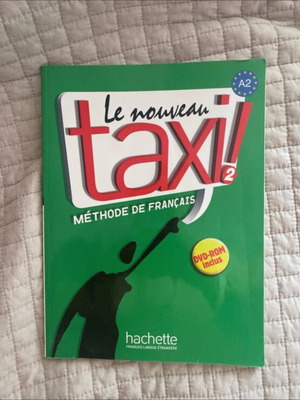 A2
Le nouveau
taxi!
2
MÉTHODE DE FRANÇAIS
DVD-ROM
inclus
hachette
FRANÇAIS LANGUE ÉTRANGÈRE